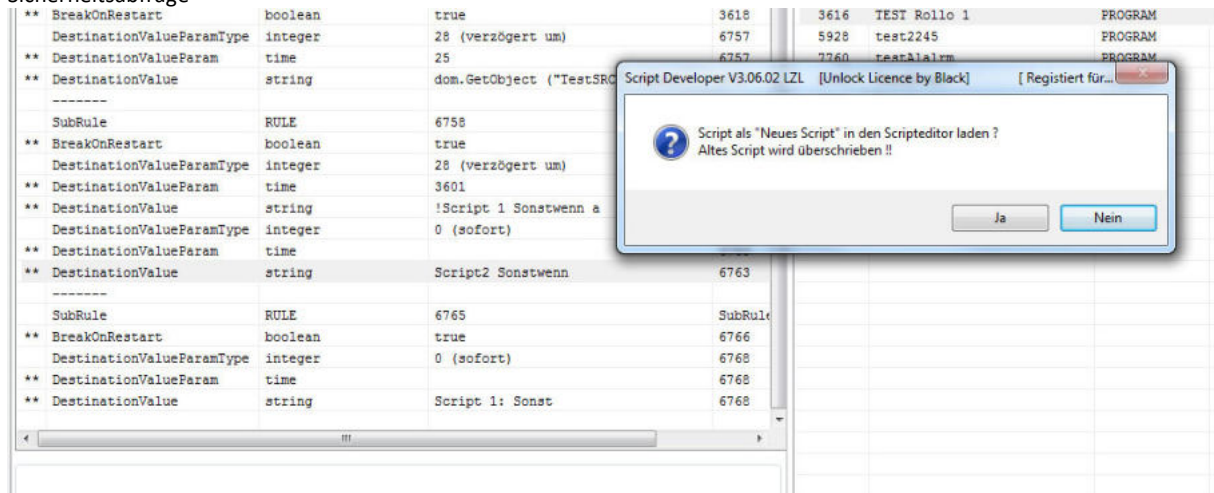 Sicherheitsabfrage
** BreakOnRestart boolean true 3618
DestinationValueParamType integer 28 (verzögert um) 6757
** DestinationValueParam time 25 6757
** DestinationValue string dom.GetObject ("TestSRC
-------
SubRule RULE 6758
** BreakOnRestart boolean true
DestinationValueParamType integer 28 (verzögert um)
** DestinationValueParam time 3601
** DestinationValue string !Script 1 Sonstwenn a
DestinationValueParamType integer 0 (sofort)
** DestinationValueParam time
** DestinationValue string Script2 Sonstwenn 6763
-------
SubRule RULE 6765 SubRule
** BreakOnRestart boolean true 6766
DestinationValueParamType integer 0 (sofort) 6768
** DestinationValueParam time 6768
** DestinationValue string Script 1: Sonst 6768
3616 TEST Rollo 1 PROGRAM
5928 test2245 PROGRAM
7760 testAlalrm PROGRAM
Script Developer V3.06.02 LZL [Unlock Licence by Black] [ Registiert für...
Script als "Neues Script" in den Scripteditor laden ?
Altes Script wird überschrieben !!
Ja Nein